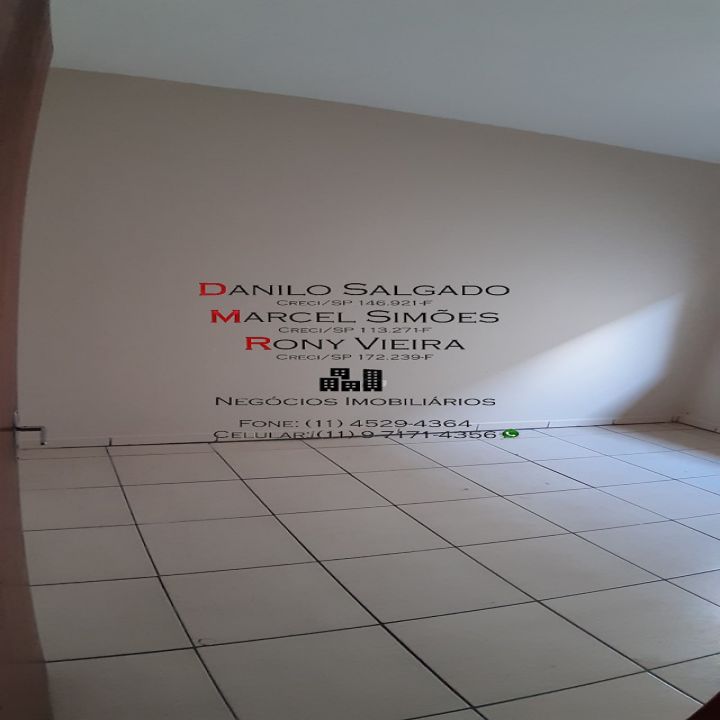 DANILO SALGADO
CRECI/SP 146.921-F
MARCEL SIMÕES
CRECI/SP 113.271-F
RONY VIEIRA
CRECI/SP 172.239-F
NEGÓCIOS IMOBILIÁRIOS
FONE: (11) 4529-4364
CELULAR: (11) 9 7171-4356